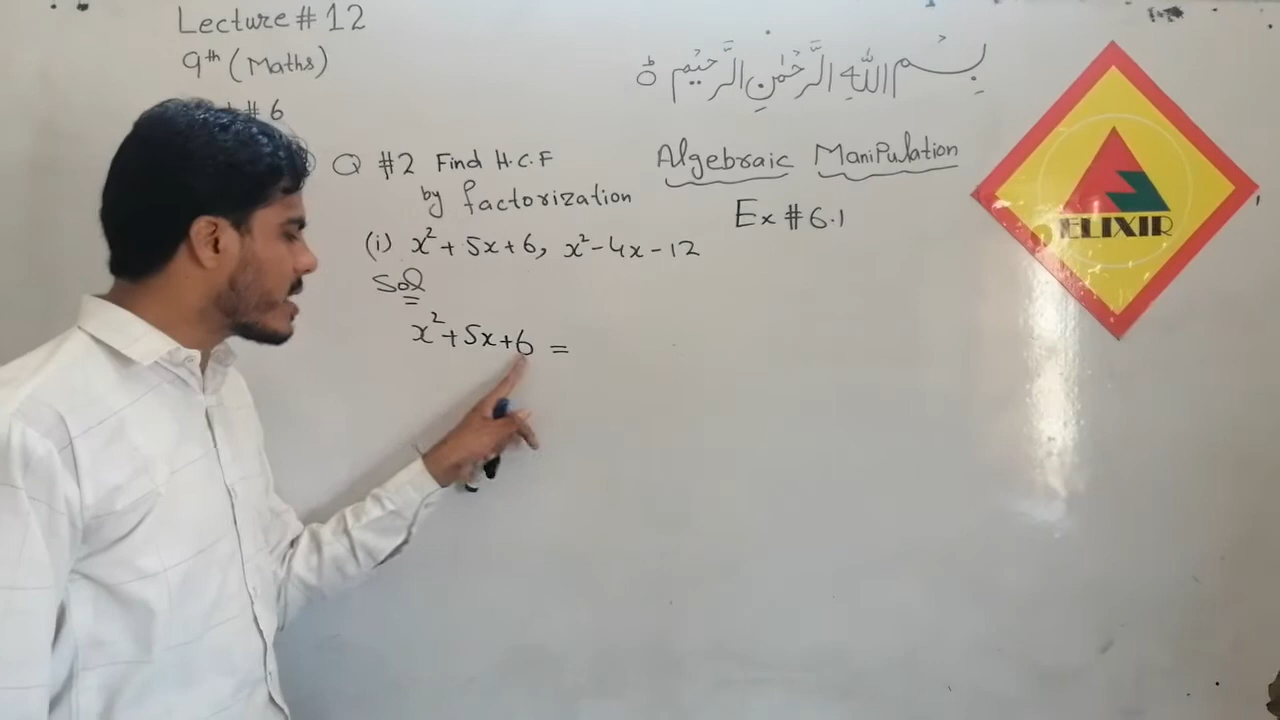 Lecture # 12
9th (Maths)
# 6
بِسْمِ اللّٰهِ الرَّحْمٰنِ الرَّحِیْمِ ہ
Q #2 Find H.C.F
by factorization
Algebraic Manipulation
Ex # 6.1
(i) x² + 5x + 6, x² - 4x - 12
Sol
x² + 5x + 6 =
ELIXIR